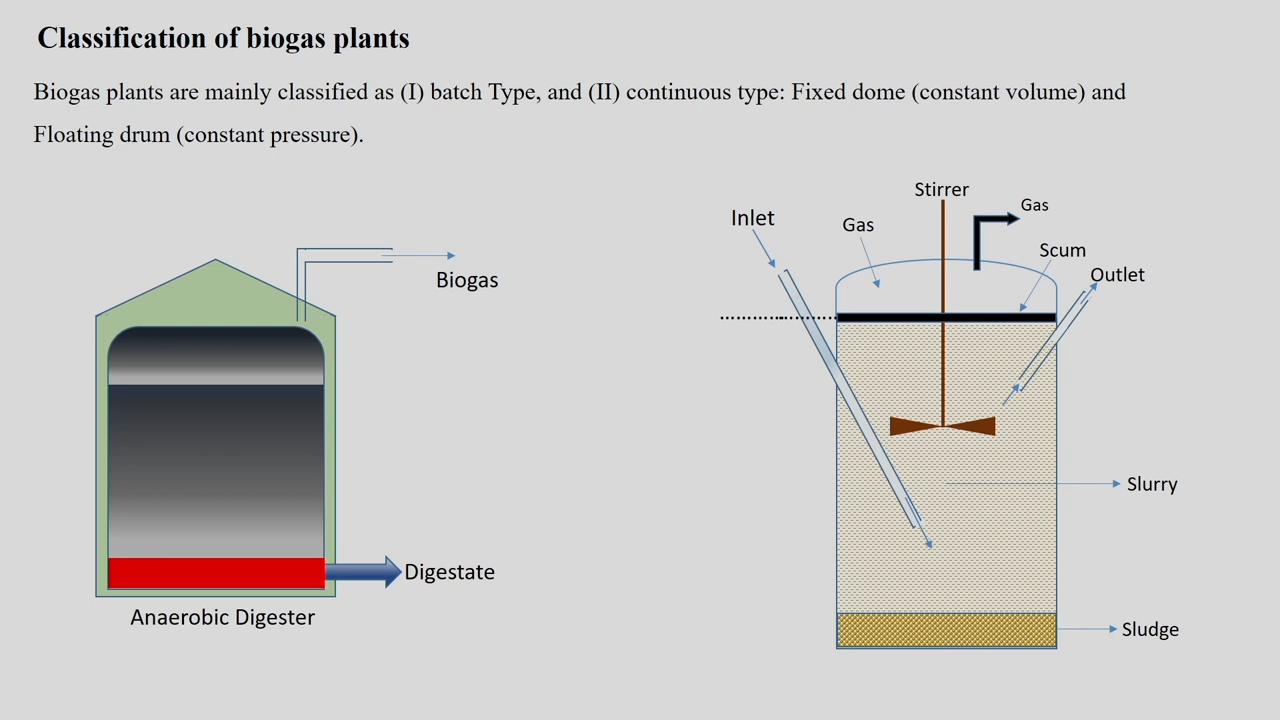 Classification of biogas plants
Biogas plants are mainly classified as (I) batch Type, and (II) continuous type: Fixed dome (constant volume) and
Floating drum (constant pressure).
Biogas
Digestate
Anaerobic Digester
Stirrer
Inlet
Gas
Gas
Scum
Outlet
Slurry
Sludge